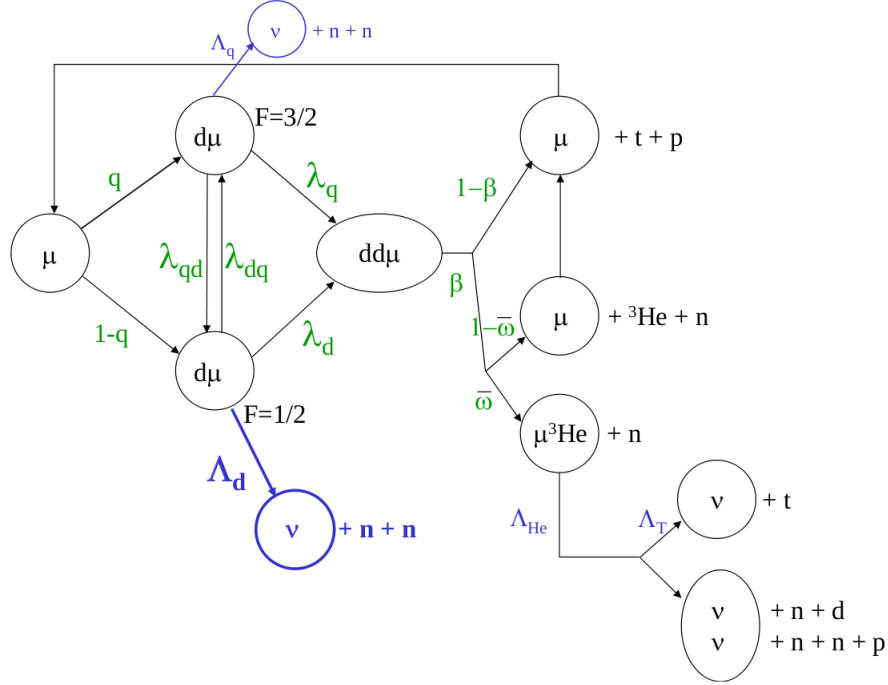 Λq
ν + n + n
dμ
F=3/2
μ + t + p
q
λq
1−β
μ
λqd
λdq
ddμ
β
1-q
λd
1-ω̅
μ + ³He + n
dμ
F=1/2
ω̅
μ³He + n
Λd
ν + n + n
ΛHe
ΛT
ν + t
ν + n + d
ν + n + n + p